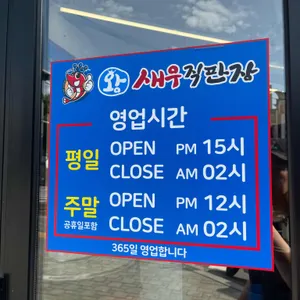 왕 새우직판장
영업시간
평일 OPEN PM 15시
CLOSE AM 02시
주말 OPEN PM 12시
공휴일포함 CLOSE AM 02시
365일 영업합니다